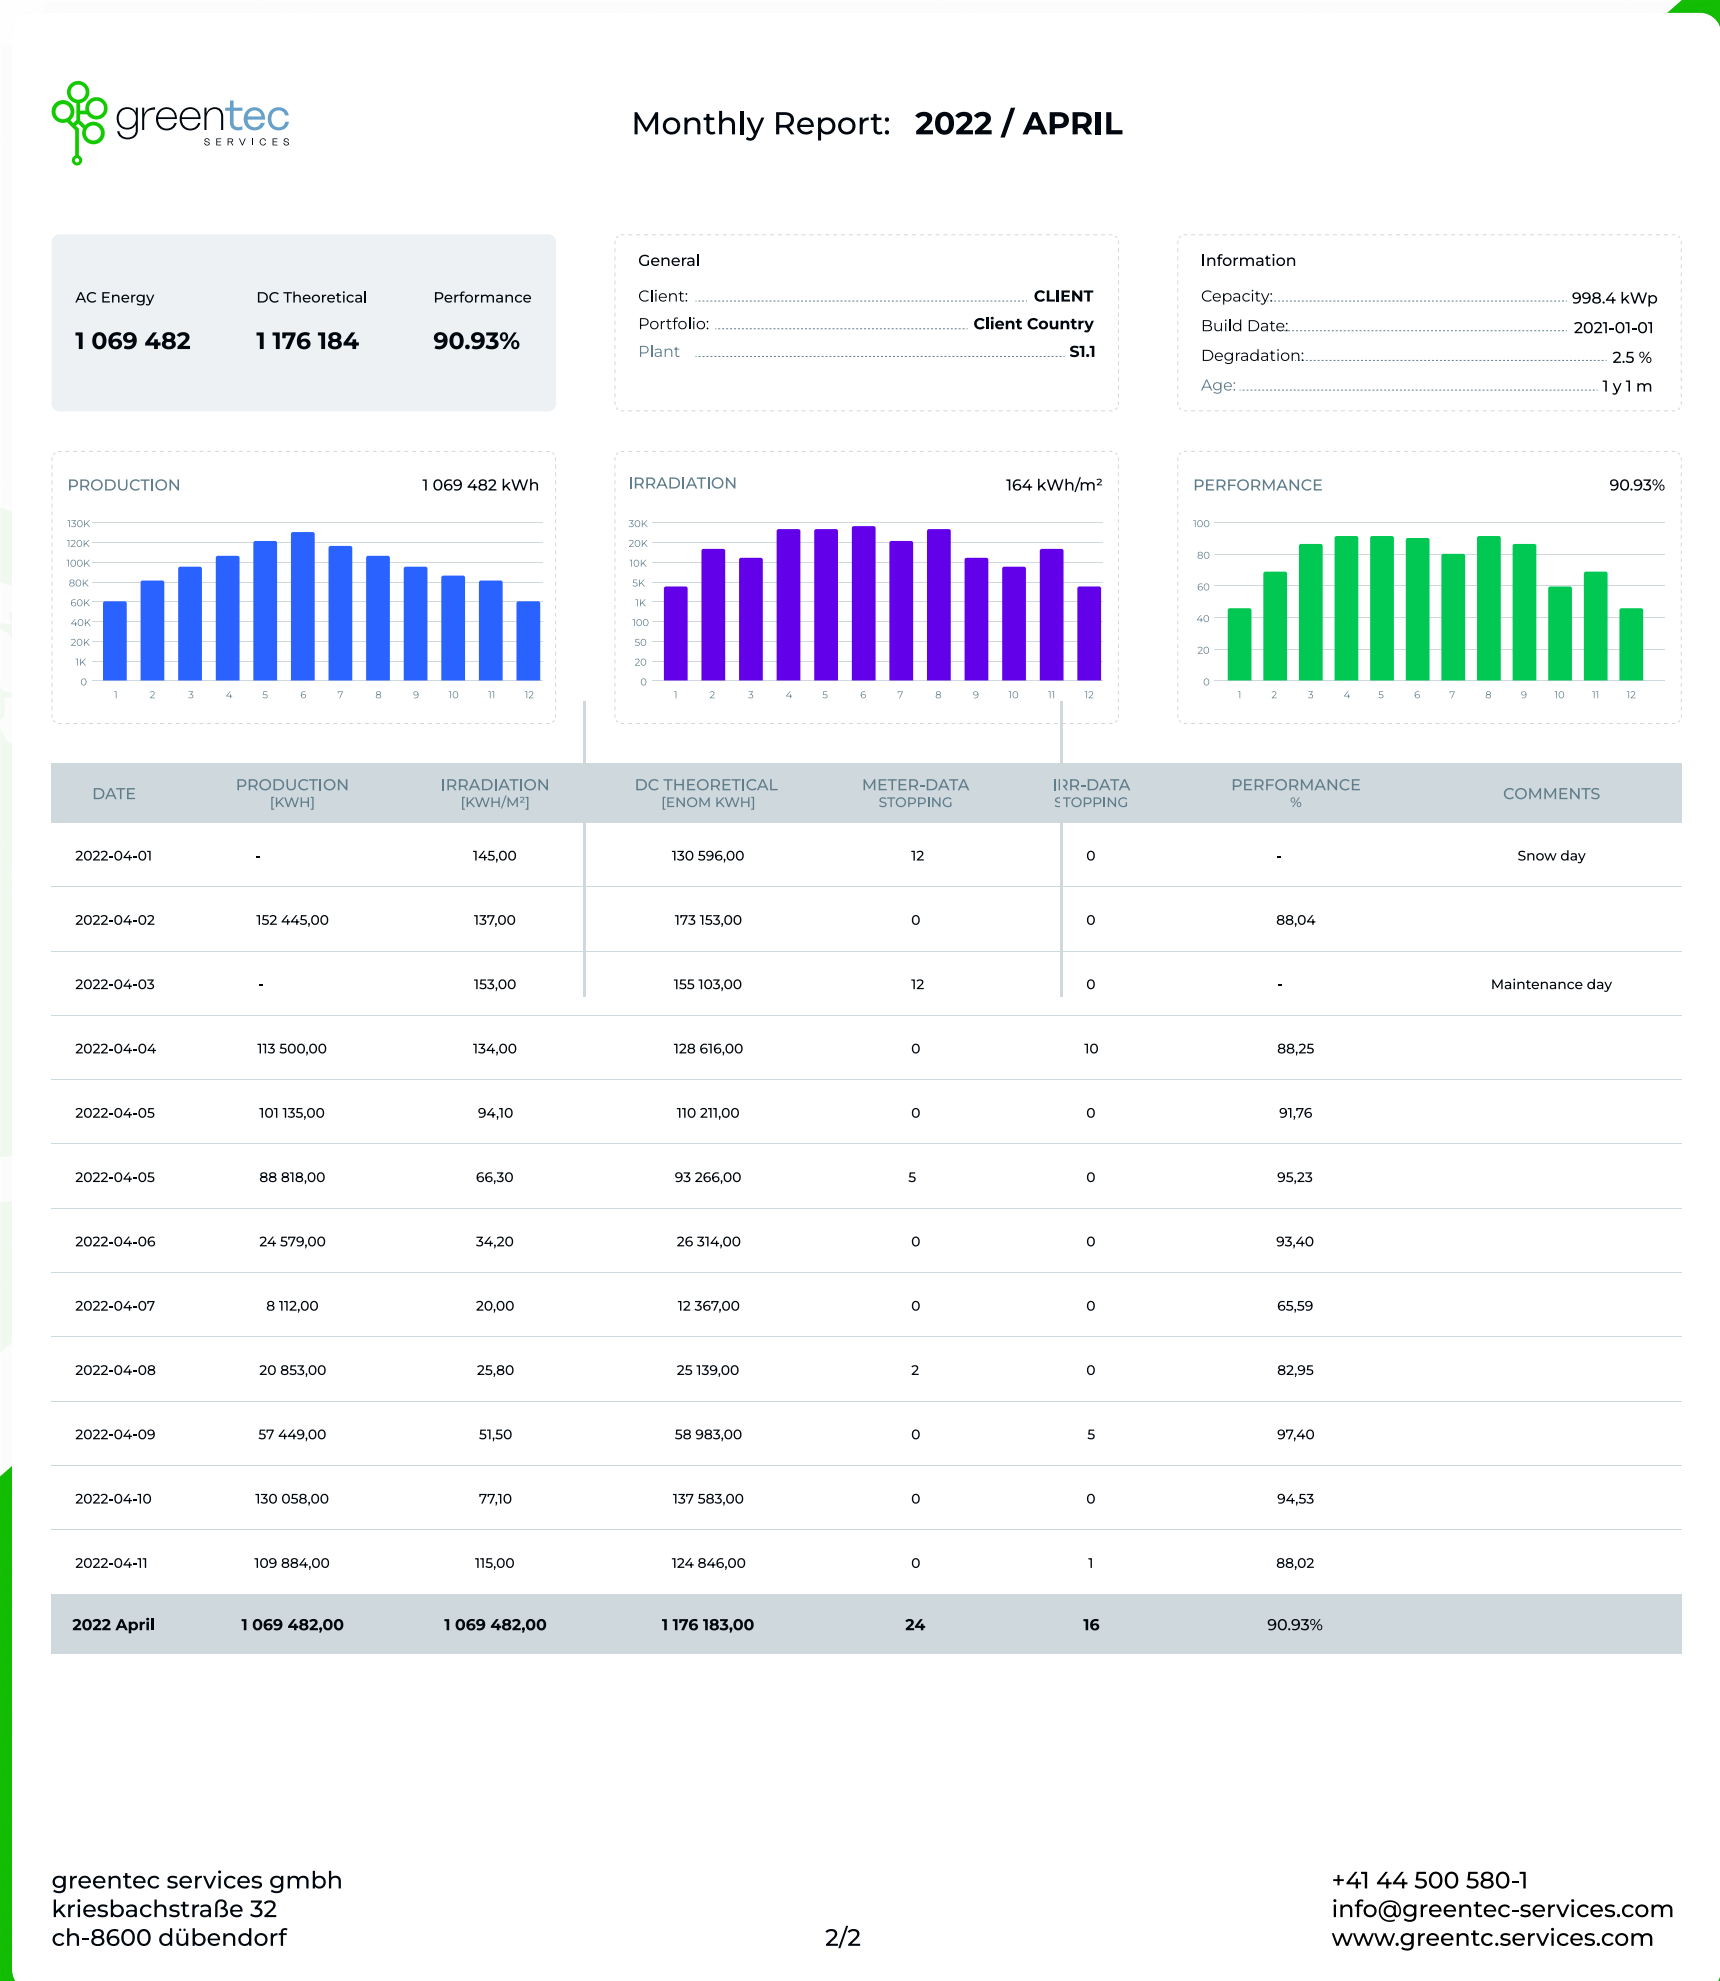 greentec
SERVICES
Monthly Report: 2022 / APRIL
AC Energy DC Theoretical Performance
1 069 482 1 176 184 90.93%
General
Client: CLIENT
Portfolio: Client Country
Plant S1.1
Information
Cepacity: 998.4 kWp
Build Date: 2021-01-01
Degradation: 2.5 %
Age: 1 y 1 m
PRODUCTION 1 069 482 kWh
130K
120K
100K
80K
60K
40K
20K
1K
0
1 2 3 4 5 6 7 8 9 10 11 12
IRRADIATION 164 kWh/m²
30K
20K
10K
5K
1K
100
50
20
0
1 2 3 4 5 6 7 8 9 10 11 12
PERFORMANCE 90.93%
100
80
60
40
20
0
1 2 3 4 5 6 7 8 9 10 11 12
DATE PRODUCTION IRRADIATION DC THEORETICAL METER-DATA IRR-DATA PERFORMANCE COMMENTS
[KWH] [KWH/M²] [ENOM KWH] STOPPING STOPPING %
2022-04-01 - 145,00 130 596,00 12 0 - Snow day
2022-04-02 152 445,00 137,00 173 153,00 0 0 88,04
2022-04-03 - 153,00 155 103,00 12 0 - Maintenance day
2022-04-04 113 500,00 134,00 128 616,00 0 10 88,25
2022-04-05 101 135,00 94,10 110 211,00 0 0 91,76
2022-04-05 88 818,00 66,30 93 266,00 5 0 95,23
2022-04-06 24 579,00 34,20 26 314,00 0 0 93,40
2022-04-07 8 112,00 20,00 12 367,00 0 0 65,59
2022-04-08 20 853,00 25,80 25 139,00 2 0 82,95
2022-04-09 57 449,00 51,50 58 983,00 0 5 97,40
2022-04-10 130 058,00 77,10 137 583,00 0 0 94,53
2022-04-11 109 884,00 115,00 124 846,00 0 1 88,02
2022 April 1 069 482,00 1 069 482,00 1 176 183,00 24 16 90.93%
greentec services gmbh
kriesbachstraße 32
ch-8600 dübendorf
2/2
+41 44 500 580-1
info@greentec-services.com
www.greentc.services.com